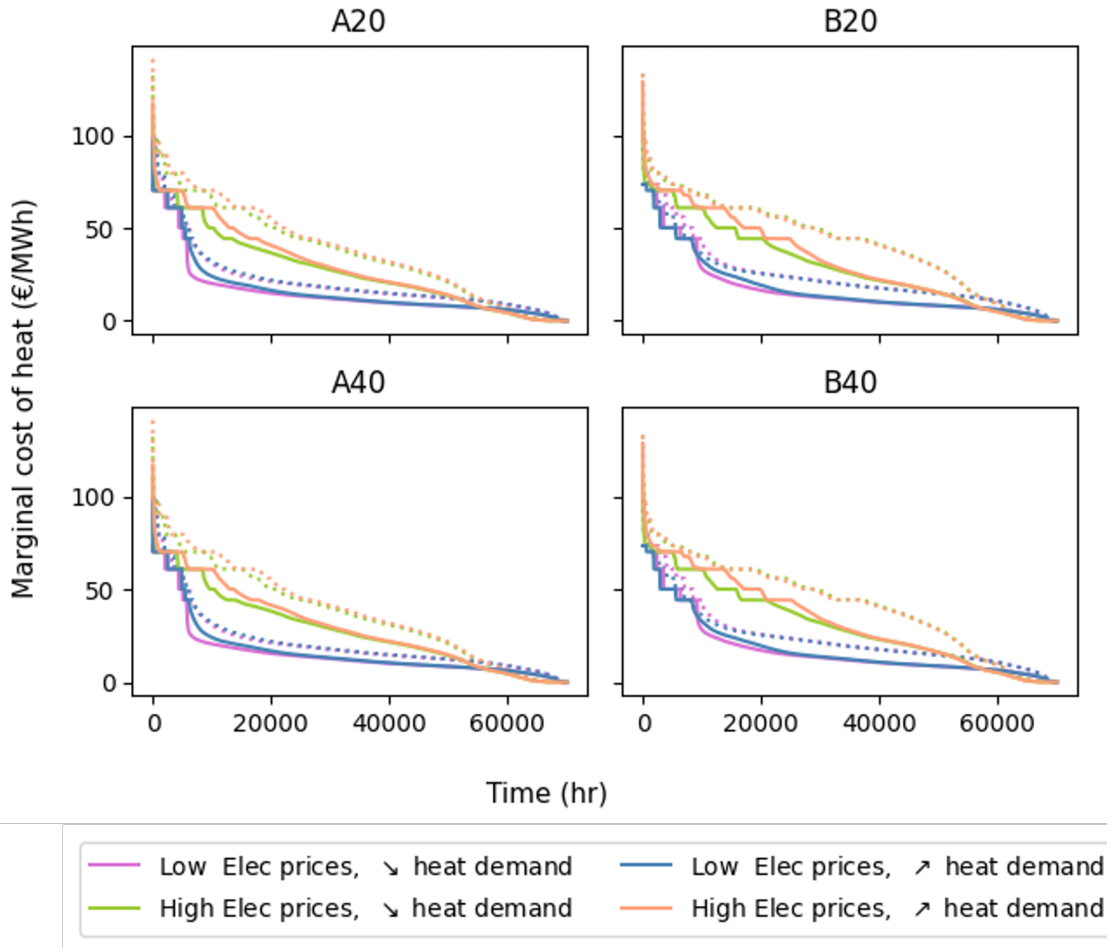 A20 B20
100
50
0
Marginal cost of heat (€/MWh)
A40 B40
100
50
0
0 20000 40000 60000 0 20000 40000 60000
Time (hr)
Low Elec prices, ↘ heat demand Low Elec prices, ↗ heat demand
High Elec prices, ↘ heat demand High Elec prices, ↗ heat demand